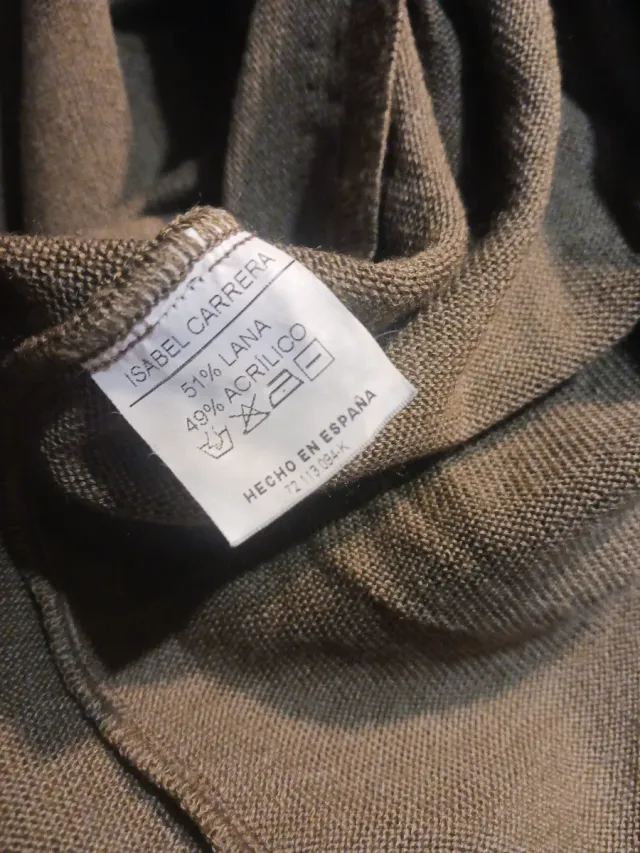 ISABEL CARRERA
51% LANA
49% ACRÍLICO
HECHO EN ESPAÑA
72 113 094-K